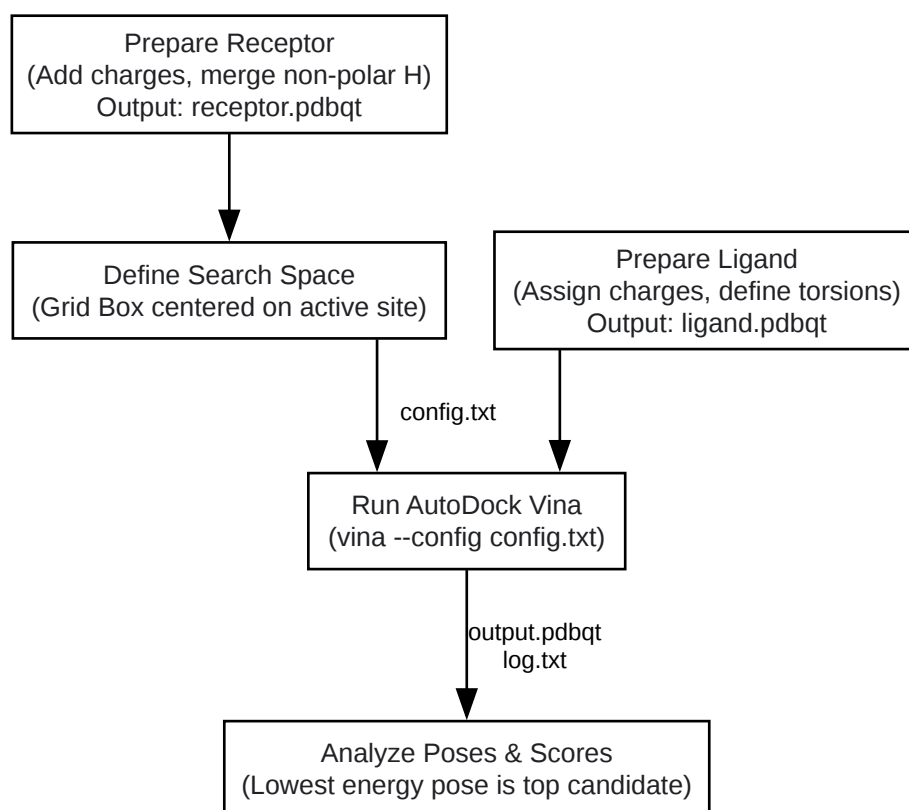 Prepare Receptor
(Add charges, merge non-polar H)
Output: receptor.pdbqt
Define Search Space
(Grid Box centered on active site)
Prepare Ligand
(Assign charges, define torsions)
Output: ligand.pdbqt
config.txt
Run AutoDock Vina
(vina --config config.txt)
output.pdbqt
log.txt
Analyze Poses & Scores
(Lowest energy pose is top candidate)